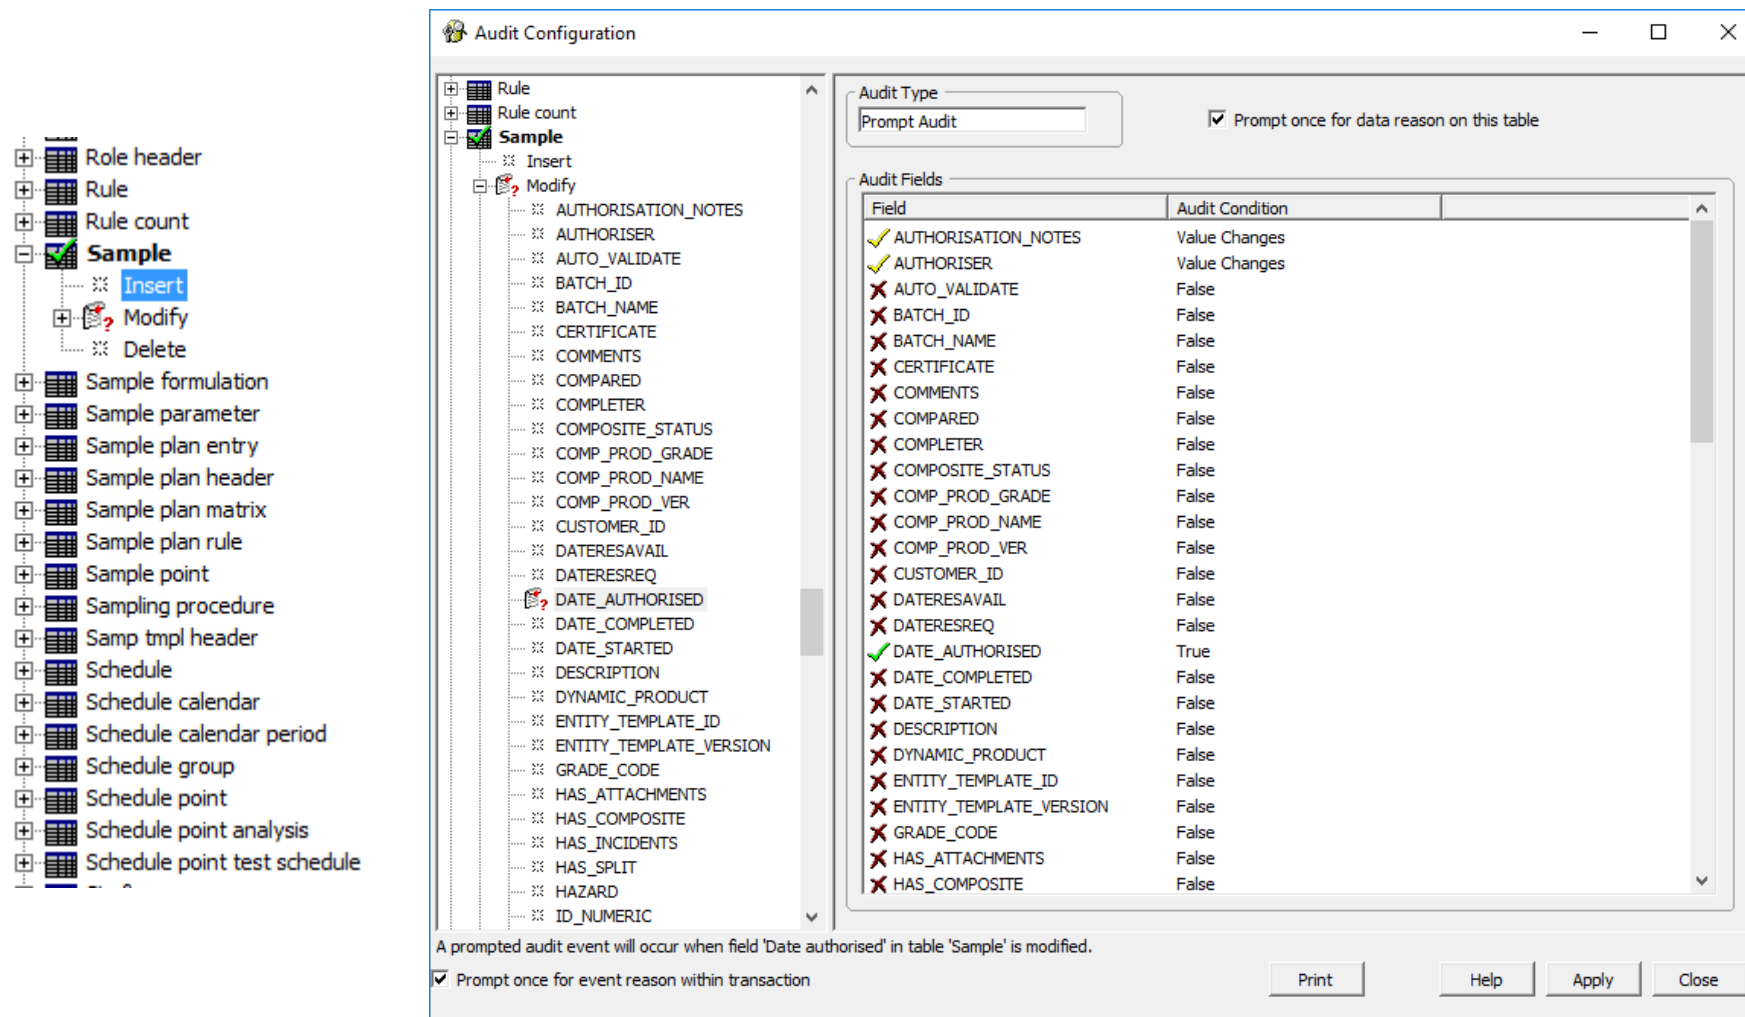 Role header
Rule
Rule count
Sample
Insert
Modify
Delete
Sample formulation
Sample parameter
Sample plan entry
Sample plan header
Sample plan matrix
Sample plan rule
Sample point
Sampling procedure
Samp tmpl header
Schedule
Schedule calendar
Schedule calendar period
Schedule group
Schedule point
Schedule point analysis
Schedule point test schedule
Audit Configuration
Rule
Rule count
Sample
Insert
Modify
AUTHORISATION_NOTES
AUTHORISER
AUTO_VALIDATE
BATCH_ID
BATCH_NAME
CERTIFICATE
COMMENTS
COMPARED
COMPLETER
COMPOSITE_STATUS
COMP_PROD_GRADE
COMP_PROD_NAME
COMP_PROD_VER
CUSTOMER_ID
DATERESAVAIL
DATERESREQ
DATE_AUTHORISED
DATE_COMPLETED
DATE_STARTED
DESCRIPTION
DYNAMIC_PRODUCT
ENTITY_TEMPLATE_ID
ENTITY_TEMPLATE_VERSION
GRADE_CODE
HAS_ATTACHMENTS
HAS_COMPOSITE
HAS_INCIDENTS
HAS_SPLIT
HAZARD
ID_NUMERIC
Audit Type
Prompt Audit
Prompt once for data reason on this table
Audit Fields
Field Audit Condition
AUTHORISATION_NOTES Value Changes
AUTHORISER Value Changes
AUTO_VALIDATE False
BATCH_ID False
BATCH_NAME False
CERTIFICATE False
COMMENTS False
COMPARED False
COMPLETER False
COMPOSITE_STATUS False
COMP_PROD_GRADE False
COMP_PROD_NAME False
COMP_PROD_VER False
CUSTOMER_ID False
DATERESAVAIL False
DATERESREQ False
DATE_AUTHORISED True
DATE_COMPLETED False
DATE_STARTED False
DESCRIPTION False
DYNAMIC_PRODUCT False
ENTITY_TEMPLATE_ID False
ENTITY_TEMPLATE_VERSION False
GRADE_CODE False
HAS_ATTACHMENTS False
HAS_COMPOSITE False
A prompted audit event will occur when field 'Date authorised' in table 'Sample' is modified.
Prompt once for event reason within transaction
Print Help Apply Close